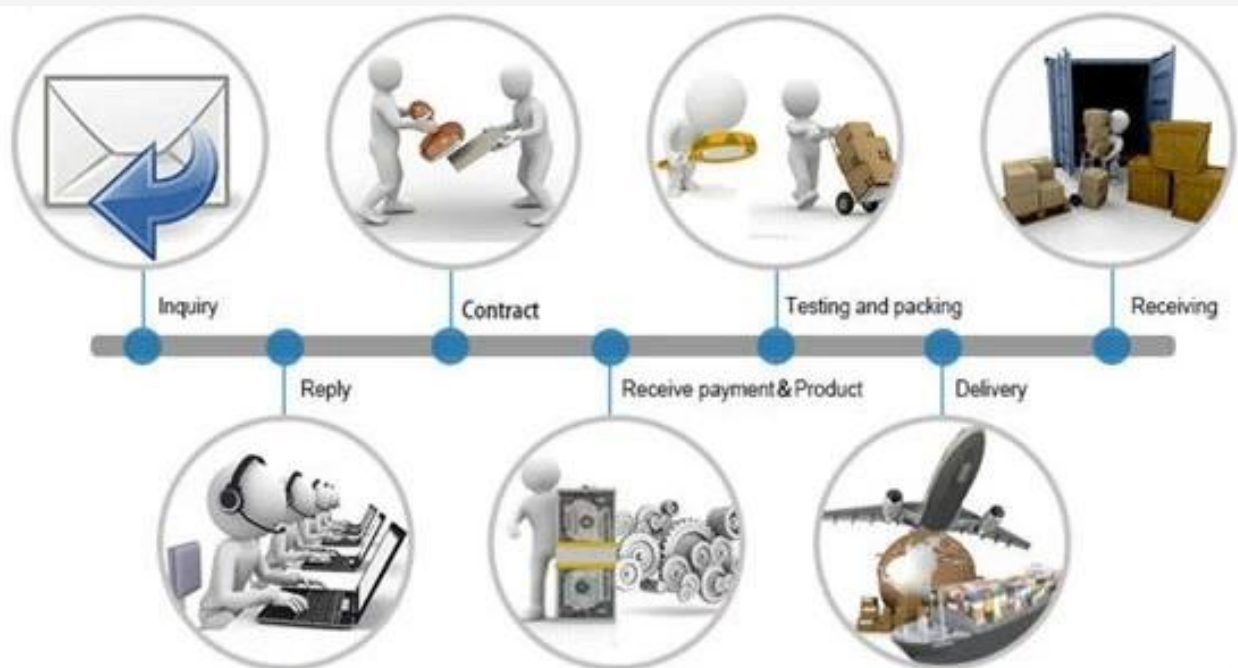 Inquiry
Reply
Contract
Receive payment & Product
Testing and packing
Delivery
Receiving